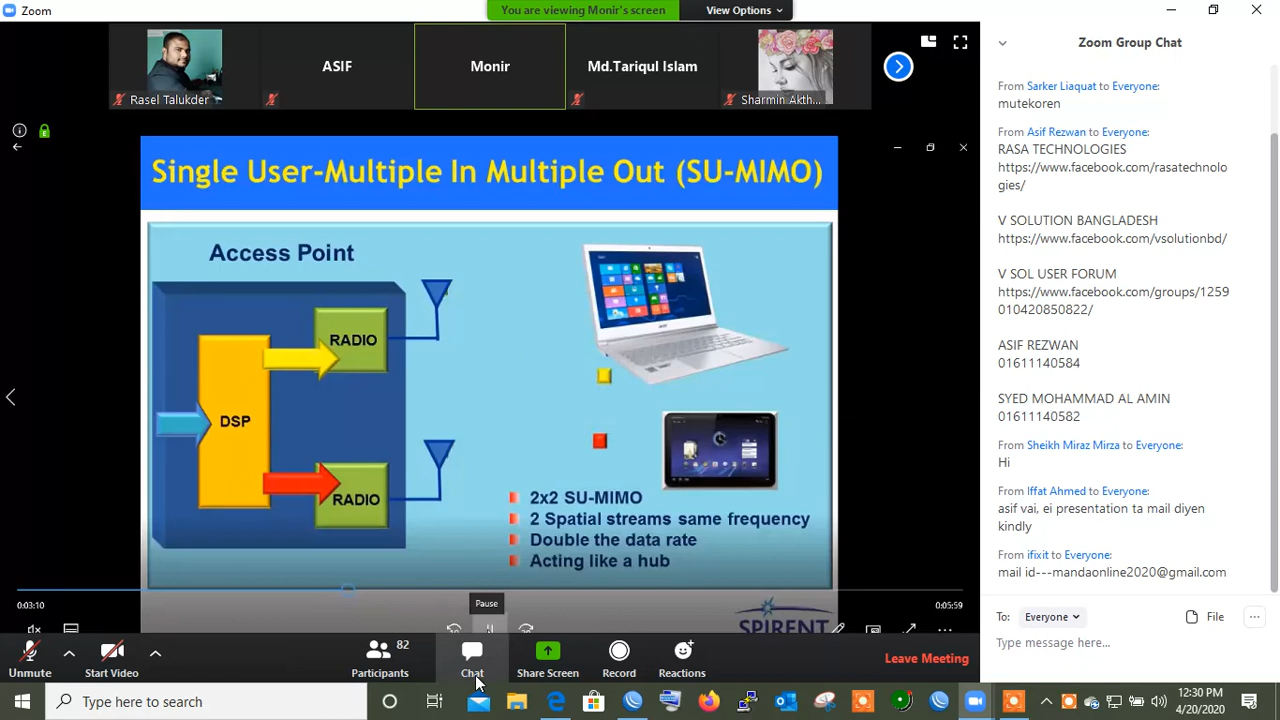 Zoom
You are viewing Monir's screen
View Options
Rasel Talukder
ASIF
Monir
Md.Tariqul Islam
Sharmin Akth...
Single User-Multiple In Multiple Out (SU-MIMO)
Access Point
RADIO
DSP
RADIO
2x2 SU-MIMO
2 Spatial streams same frequency
Double the data rate
Acting like a hub
0:03:10
Pause
0:05:59
SPIRENT
Unmute
Start Video
Participants
82
Chat
Share Screen
Record
Reactions
Leave Meeting
Zoom Group Chat
From Sarker Liaquat to Everyone:
mutekoren
From Asif Rezwan to Everyone:
RASA TECHNOLOGIES
https://www.facebook.com/rasatechnolo
gies/
V SOLUTION BANGLADESH
https://www.facebook.com/vsolutionbd/
V SOL USER FORUM
https://www.facebook.com/groups/1259
010420850822/
ASIF REZWAN
01611140584
SYED MOHAMMAD AL AMIN
01611140582
From Sheikh Miraz Mirza to Everyone:
Hi
From Iffat Ahmed to Everyone:
asif vai, ei presentation ta mail diyen
kindly
From ifixit to Everyone:
mail id---mandaonline2020@gmail.com
To: Everyone
File
Type message here...
Type here to search
12:30 PM
4/20/2020